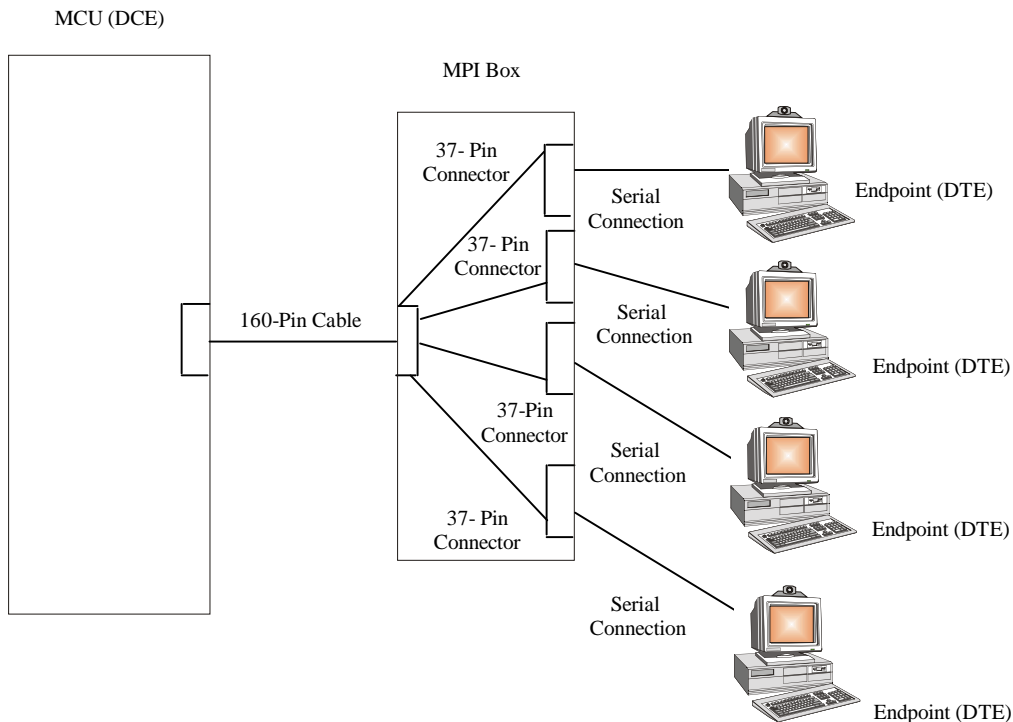 MCU (DCE)
MPI Box
37- Pin
Connector
Serial
Connection
Endpoint (DTE)
37- Pin
Connector
160-Pin Cable
Serial
Connection
Endpoint (DTE)
37-Pin
Connector
Serial
Connection
Endpoint (DTE)
37- Pin
Connector
Serial
Connection
Endpoint (DTE)